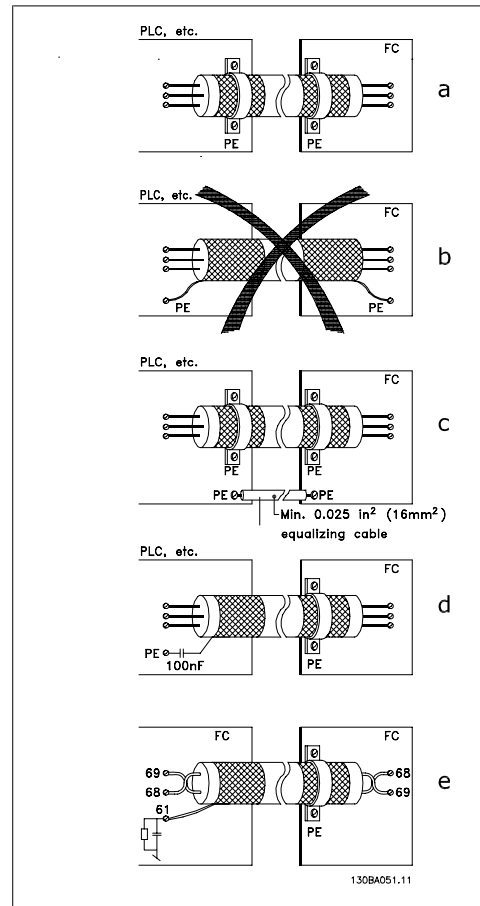 PLC, etc.
FC
a
PE PE
PLC, etc.
FC
b
PE PE
PLC, etc.
FC
c
PE PE
PE PE
Min. 0.025 in² (16mm²)
equalizing cable
PLC, etc.
FC
d
PE
100nF
PE
FC FC
69 68
68 69
e
61
PE
130BA051.11